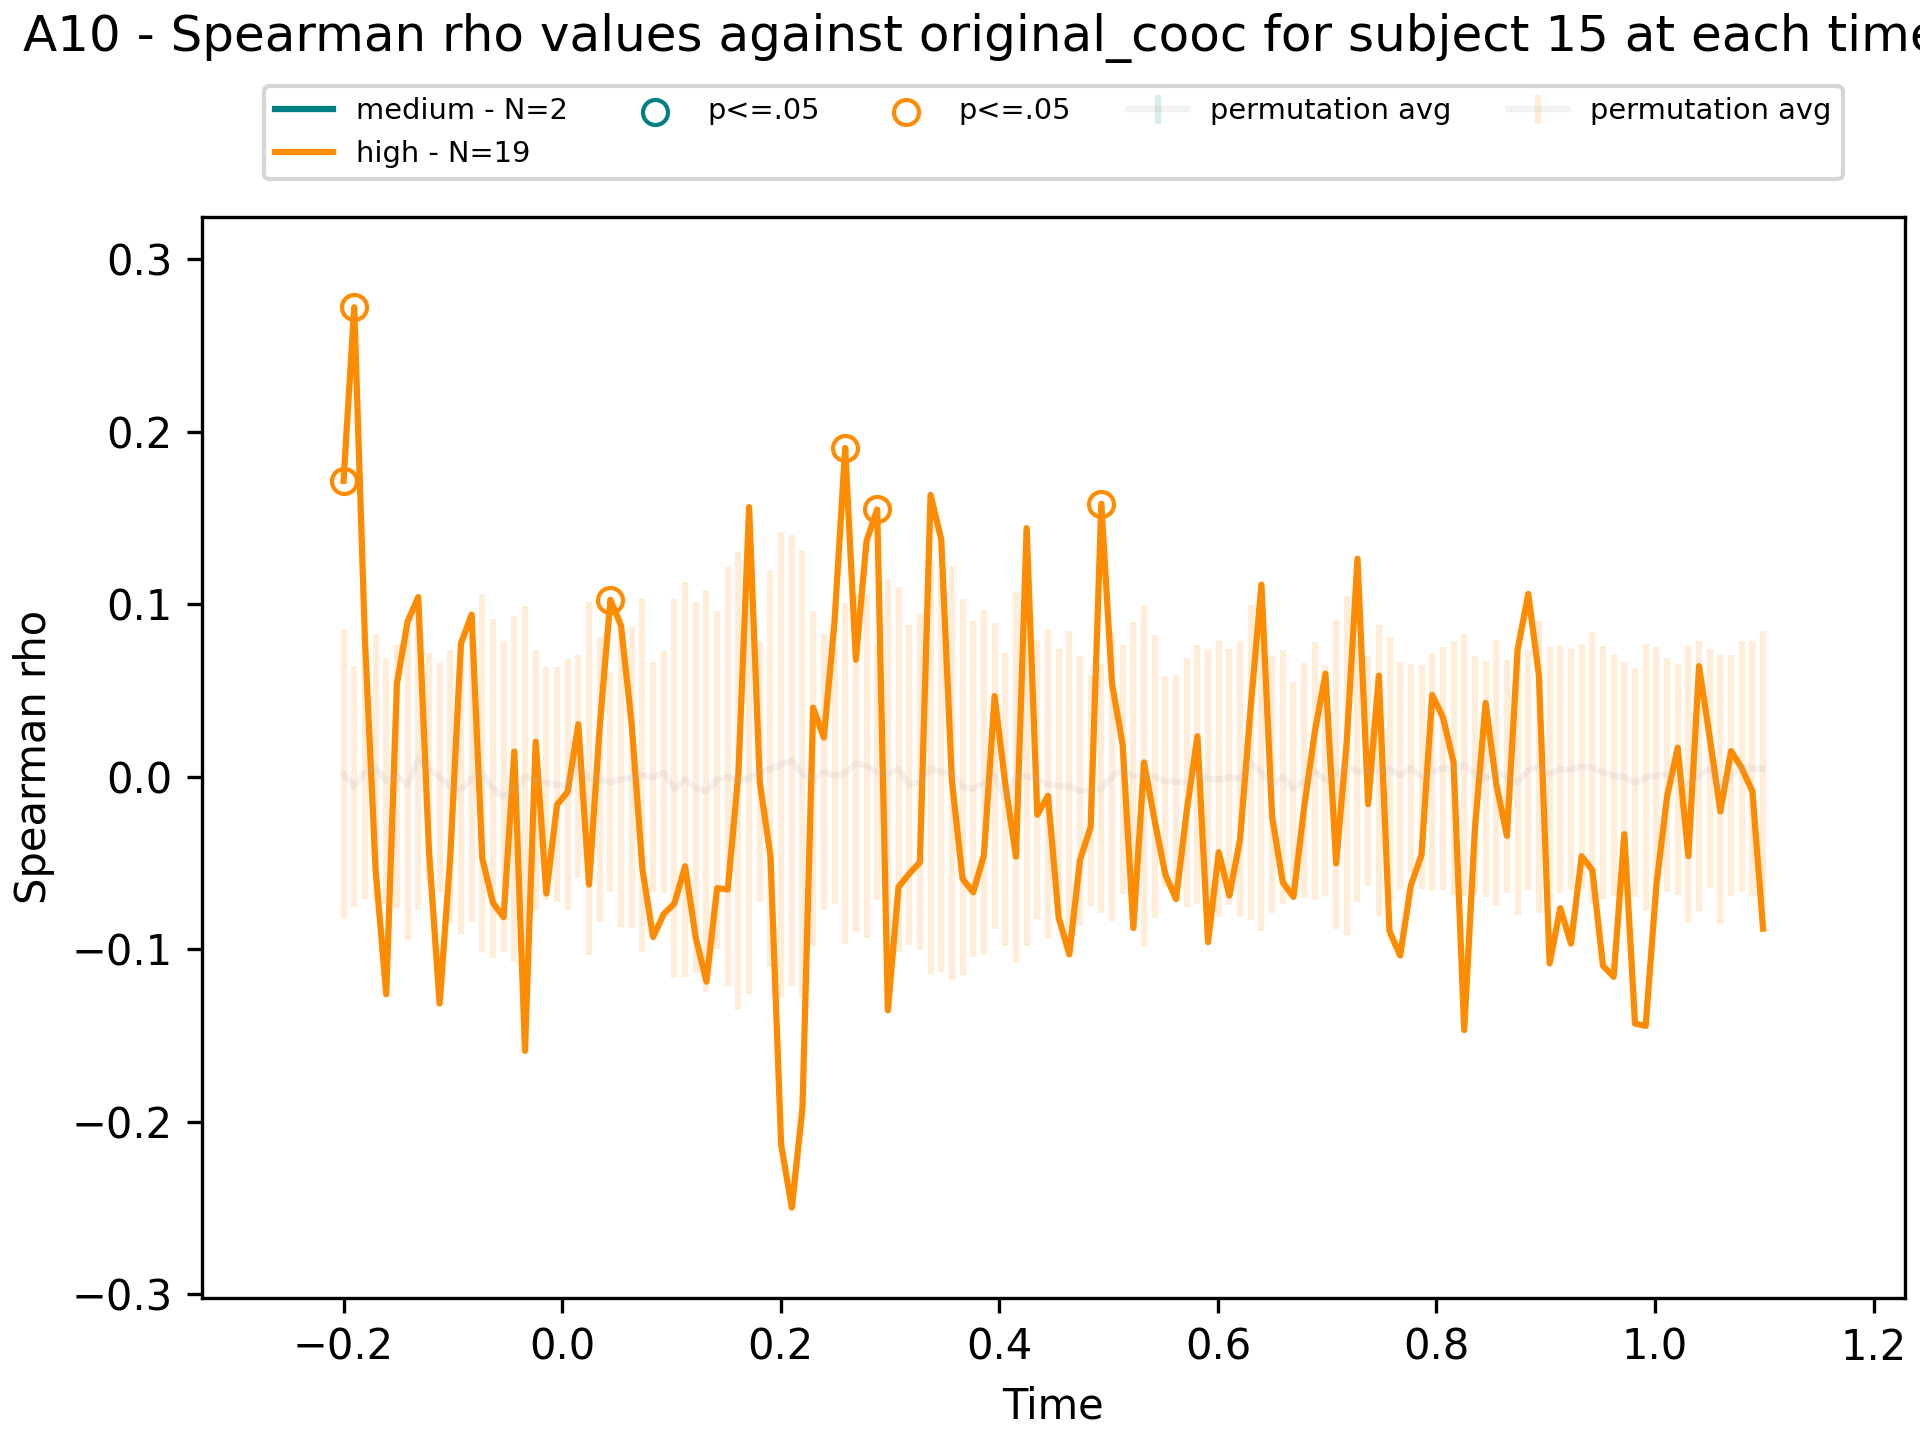 A10 - Spearman rho values against original_cooc for subject 15 at each time
medium - N=2 p<=.05 p<=.05 permutation avg permutation avg
high - N=19
0.3
0.2
0.1
0.0
−0.1
−0.2
−0.3
Spearman rho
−0.2 0.0 0.2 0.4 0.6 0.8 1.0 1.2
Time